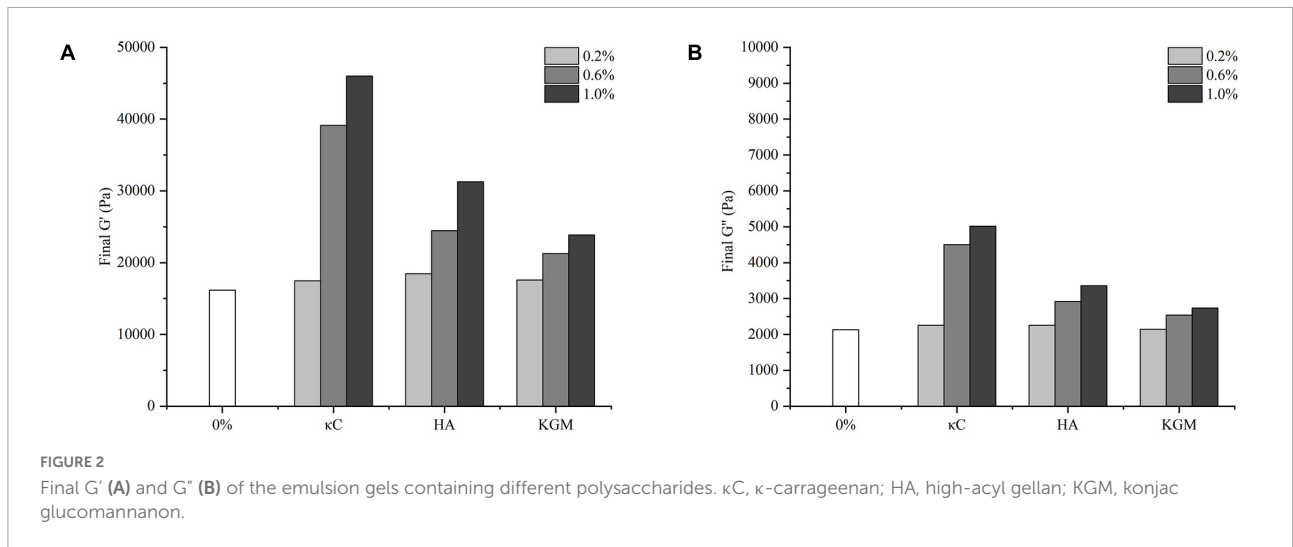 A
50000
40000
30000
20000
10000
0
Final G' (Pa)
0.2%
0.6%
1.0%
0%
κC
HA
KGM
B
10000
9000
8000
7000
6000
5000
4000
3000
2000
1000
0
Final G" (Pa)
0.2%
0.6%
1.0%
0%
κC
HA
KGM
FIGURE 2
Final G′ (A) and G″ (B) of the emulsion gels containing different polysaccharides. κC, κ-carrageenan; HA, high-acyl gellan; KGM, konjac
glucomannanon.